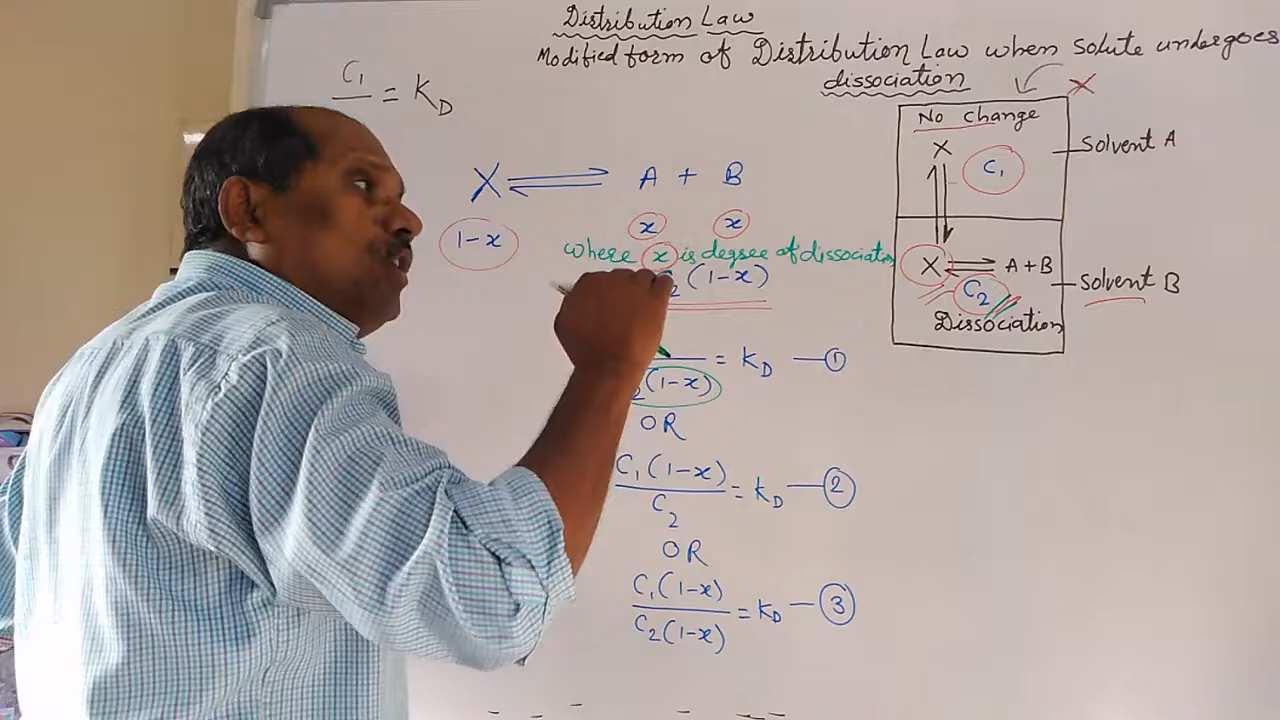 Distribution Law
Modified form of Distribution Law when solute undergoes
dissociation
C₁
— = K_D
X ⇌ A + B
1-x
x x
where x is degree of dissociation
₂(1-x)
₂(1-x) = K_D — ①
OR
C₁(1-x)
—— = K_D — ②
C₂
OR
C₁(1-x)
—— = K_D — ③
C₂(1-x)
X
No change
X
C₁
Solvent A
X ⇌ A+B
C₂
Solvent B
Dissociation